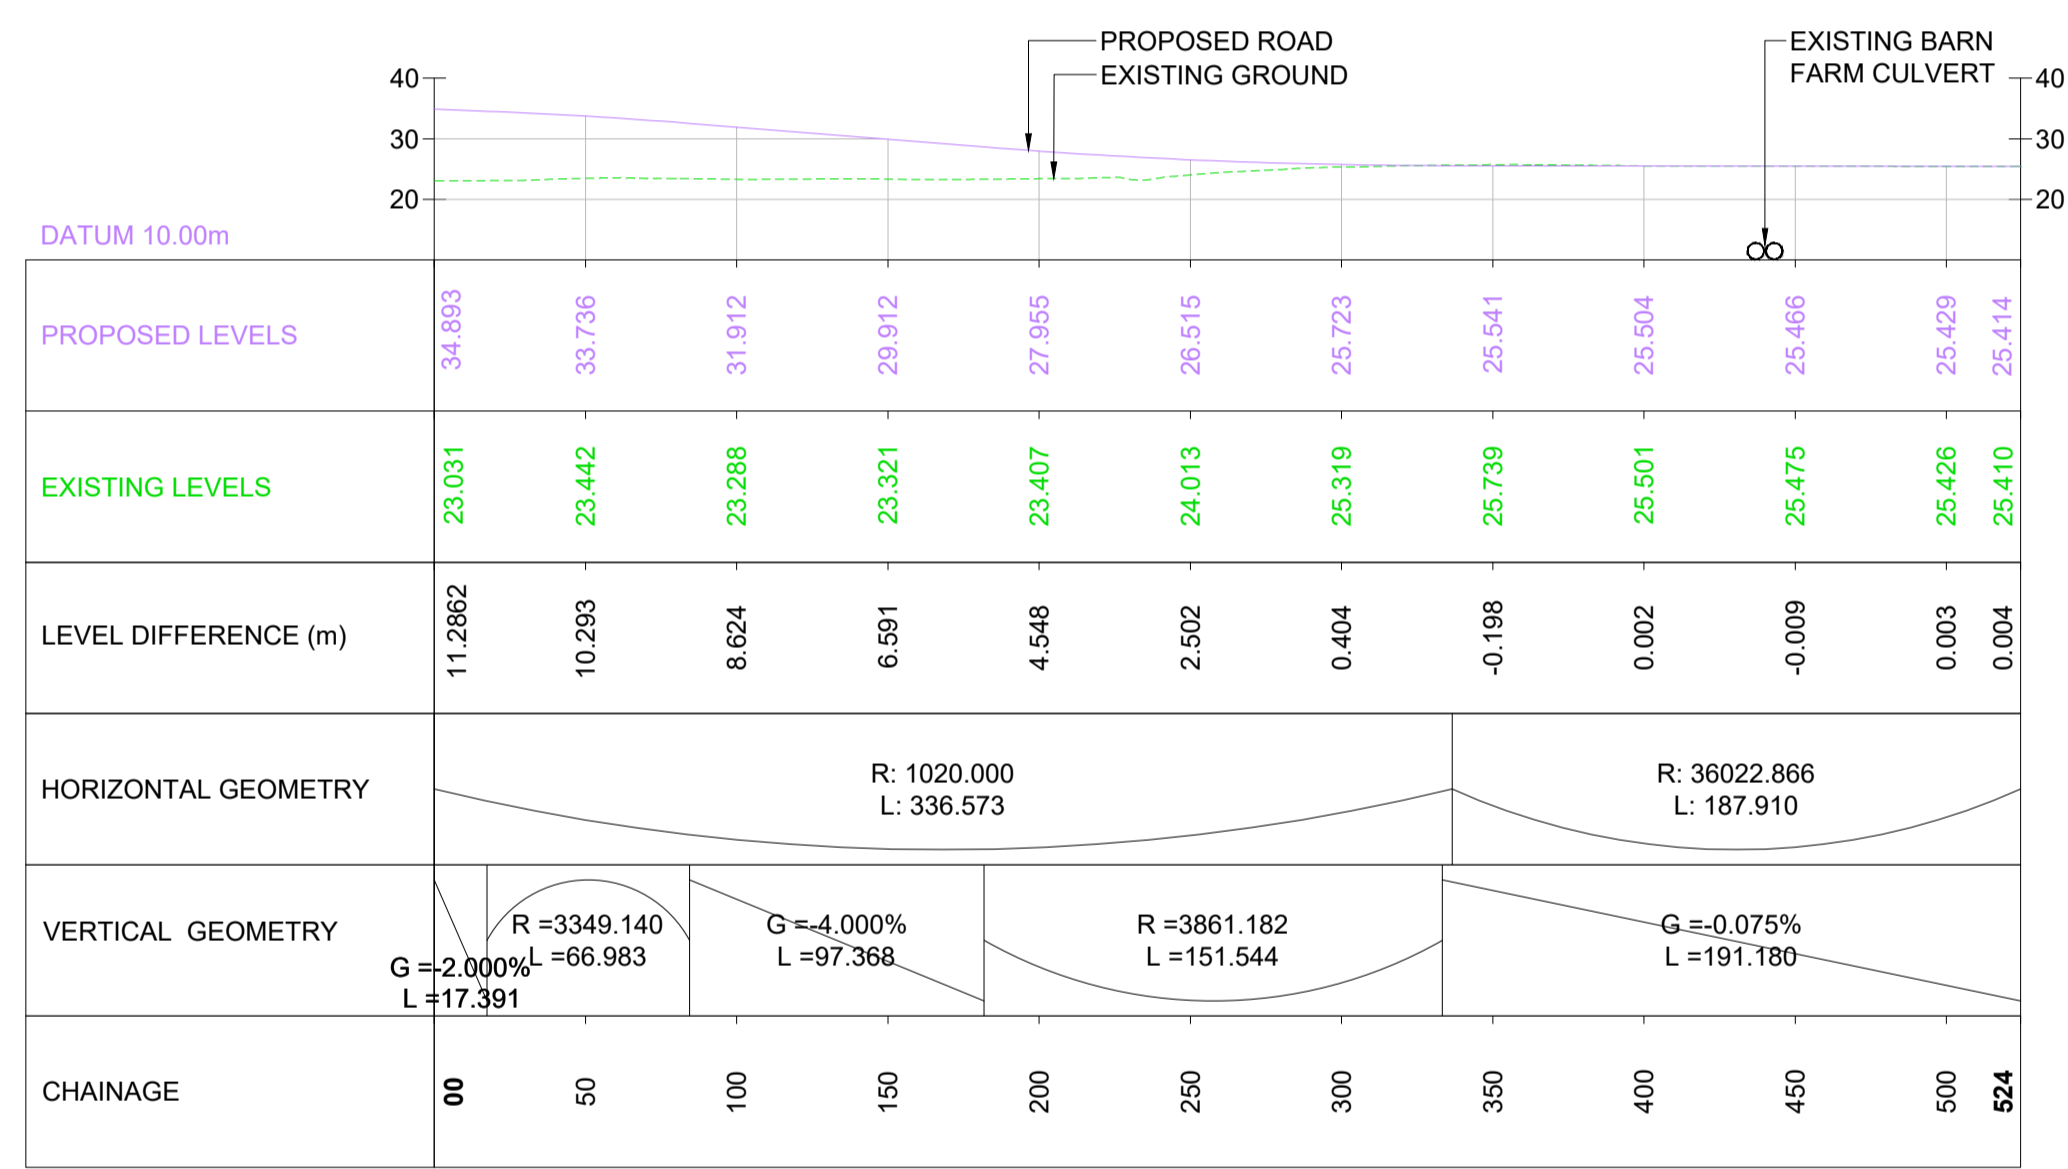 PROPOSED ROAD
EXISTING GROUND
EXISTING BARN
FARM CULVERT
40
30
20
40
30
20
DATUM 10.00m
PROPOSED LEVELS
34.893
33.736
31.912
29.912
27.955
26.515
25.723
25.541
25.504
25.466
25.429
25.414
EXISTING LEVELS
23.031
23.442
23.288
23.321
23.407
24.013
25.319
25.739
25.501
25.475
25.426
25.410
LEVEL DIFFERENCE (m)
11.2862
10.293
8.624
6.591
4.548
2.502
0.404
-0.198
0.002
-0.009
0.003
0.004
HORIZONTAL GEOMETRY
R: 1020.000
L: 336.573
R: 36022.866
L: 187.910
VERTICAL GEOMETRY
G =-2.000%
L =17.391
R =3349.140
L =66.983
G =-4.000%
L =97.368
R =3861.182
L =151.544
G =-0.075%
L =191.180
CHAINAGE
00
50
100
150
200
250
300
350
400
450
500
524